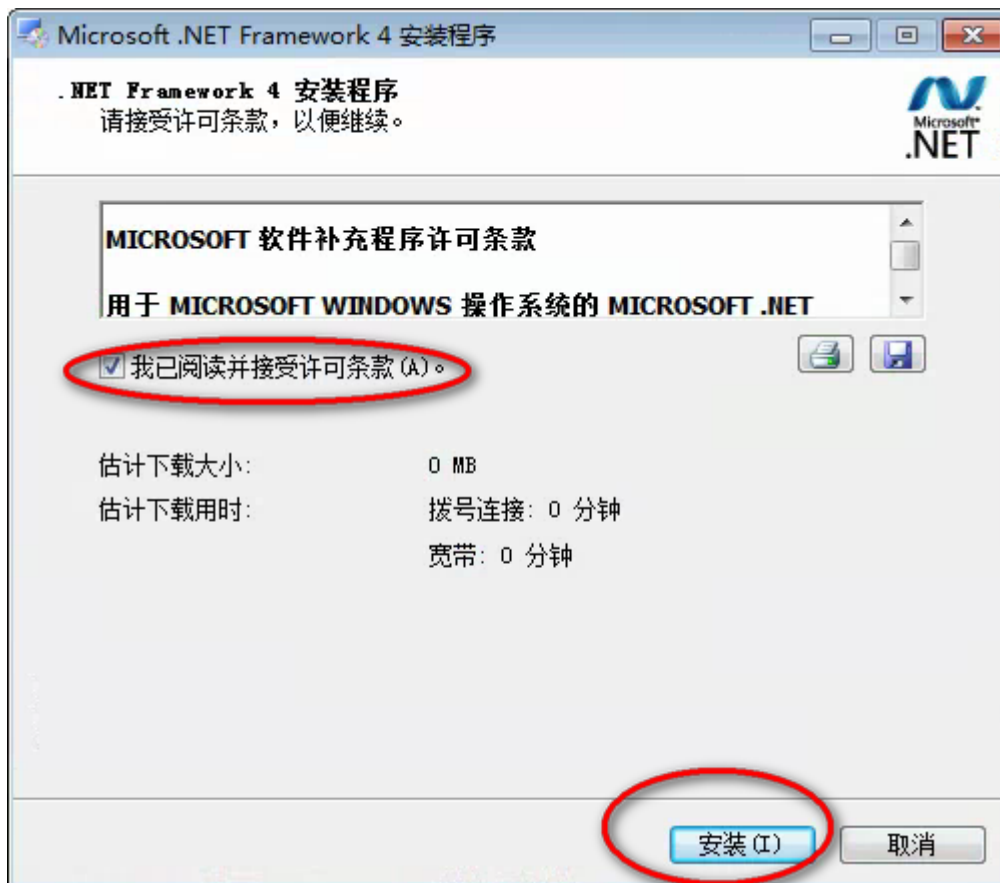 Microsoft .NET Framework 4 安装程序
.NET Framework 4 安装程序
请接受许可条款，以便继续。
Microsoft®
.NET
MICROSOFT 软件补充程序许可条款
用于 MICROSOFT WINDOWS 操作系统的 MICROSOFT .NET
我已阅读并接受许可条款(A)。
估计下载大小: 0 MB
估计下载用时: 拨号连接: 0 分钟
宽带: 0 分钟
安装(I) 取消